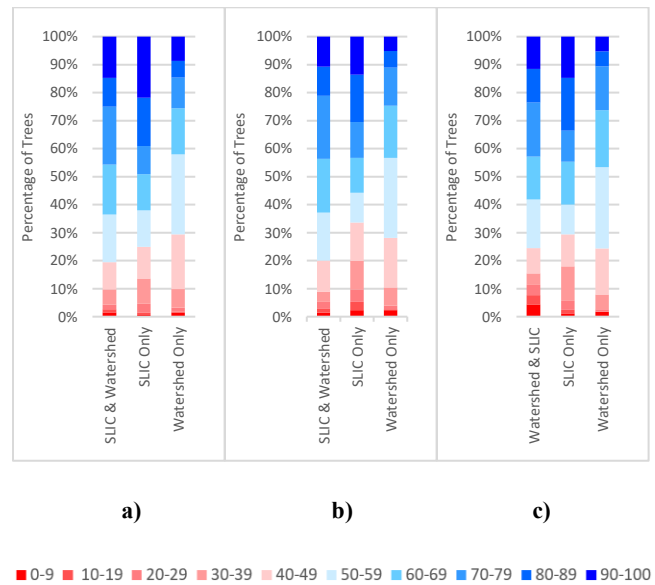 100%
90%
80%
70%
60%
50%
40%
30%
20%
10%
0%
Percentage of Trees
SLIC & Watershed
SLIC Only
Watershed Only
100%
90%
80%
70%
60%
50%
40%
30%
20%
10%
0%
Percentage of Trees
SLIC & Watershed
SLIC Only
Watershed Only
100%
90%
80%
70%
60%
50%
40%
30%
20%
10%
0%
Percentage of Trees
Watershed & SLIC
SLIC Only
Watershed Only
a) b) c)
0-9 10-19 20-29 30-39 40-49 50-59 60-69 70-79 80-89 90-100